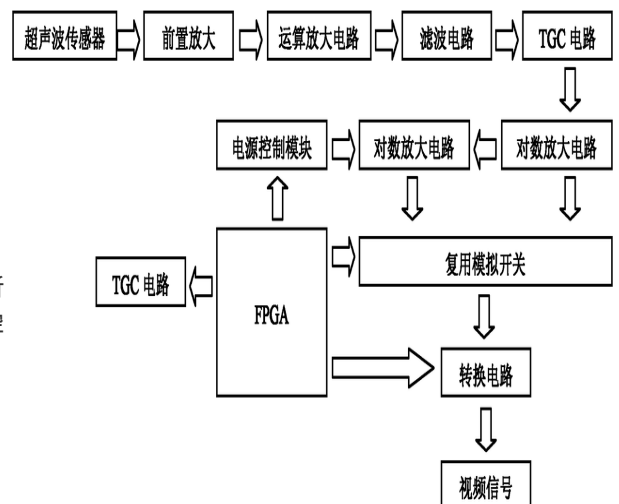 超声波传感器
前置放大
运算放大电路
滤波电路
TGC 电路
电源控制模块
对数放大电路
对数放大电路
复用模拟开关
TGC 电路
FPGA
转换电路
视频信号